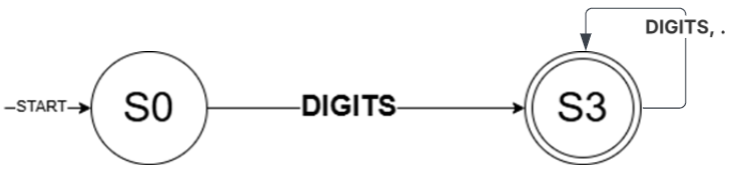 DIGITS, .
START
S0
DIGITS
S3